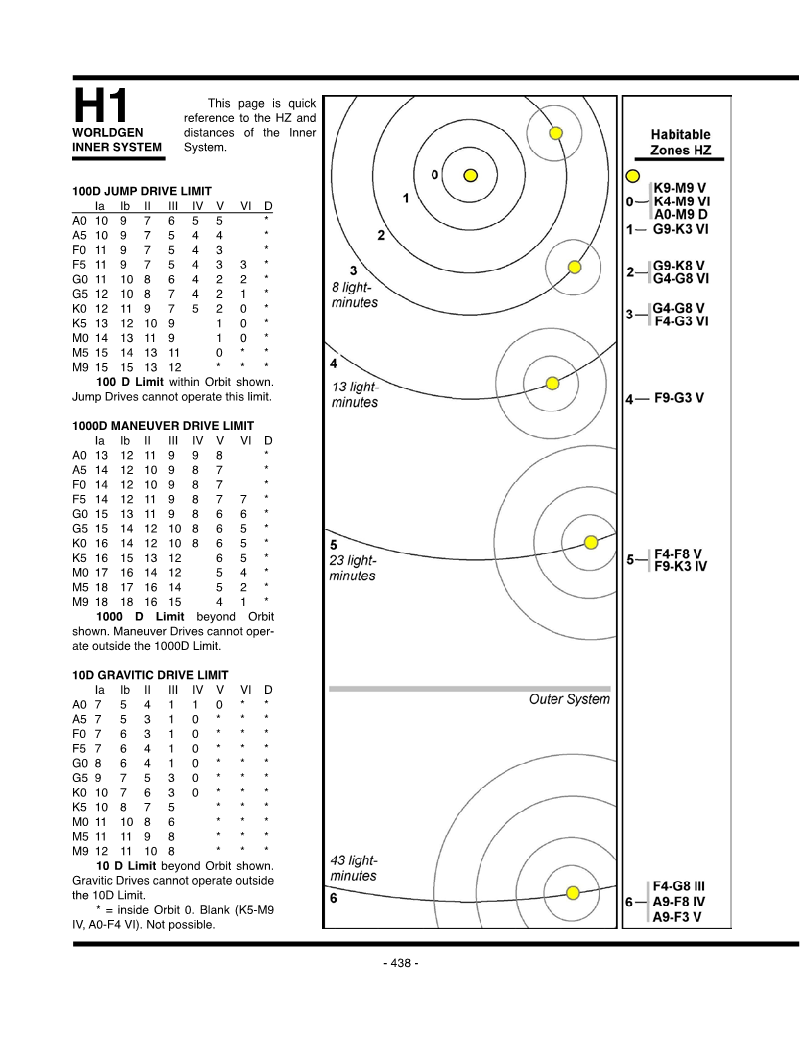 H1
WORLDGEN
INNER SYSTEM
This page is quick
reference to the HZ and
distances of the Inner
System.
100D JUMP DRIVE LIMIT
Ia Ib II III IV V VI D
A0 10 9 7 6 5 5 *
A5 10 9 7 5 4 4 *
F0 11 9 7 5 4 3 *
F5 11 9 7 5 4 3 3 *
G0 11 10 8 6 4 2 2 *
G5 12 10 8 7 4 2 1 *
K0 12 11 9 7 5 2 0 *
K5 13 12 10 9 1 0 *
M0 14 13 11 9 1 0 *
M5 15 14 13 11 0 * *
M9 15 15 13 12 * * *
100 D Limit within Orbit shown.
Jump Drives cannot operate this limit.
1000D MANEUVER DRIVE LIMIT
Ia Ib II III IV V VI D
A0 13 12 11 9 9 8 *
A5 14 12 10 9 8 7 *
F0 14 12 10 9 8 7 *
F5 14 12 11 9 8 7 7 *
G0 15 13 11 9 8 6 6 *
G5 15 14 12 10 8 6 5 *
K0 16 14 12 10 8 6 5 *
K5 16 15 13 12 6 5 *
M0 17 16 14 12 5 4 *
M5 18 17 16 14 5 2 *
M9 18 18 16 15 4 1 *
1000 D Limit beyond Orbit
shown. Maneuver Drives cannot oper-
ate outside the 1000D Limit.
10D GRAVITIC DRIVE LIMIT
Ia Ib II III IV V VI D
A0 7 5 4 1 1 0 * *
A5 7 5 3 1 0 * * *
F0 7 6 3 1 0 * * *
F5 7 6 4 1 0 * * *
G0 8 6 4 1 0 * * *
G5 9 7 5 3 0 * * *
K0 10 7 6 3 0 * * *
K5 10 8 7 5 * * *
M0 11 10 8 6 * * *
M5 11 11 9 8 * * *
M9 12 11 10 8 * * *
10 D Limit beyond Orbit shown.
Gravitic Drives cannot operate outside
the 10D Limit.
* = inside Orbit 0. Blank (K5-M9
IV, A0-F4 VI). Not possible.
0
1
2
3
8 light-
minutes
4
13 light-
minutes
5
23 light-
minutes
Outer System
43 light-
minutes
6
Habitable
Zones HZ
K9-M9 V
0 K4-M9 VI
A0-M9 D
1 G9-K3 VI
2 G9-K8 V
G4-G8 VI
3 G4-G8 V
F4-G3 VI
4 F9-G3 V
5 F4-F8 V
F9-K3 IV
F4-G8 III
6 A9-F8 IV
A9-F3 V
- 438 -